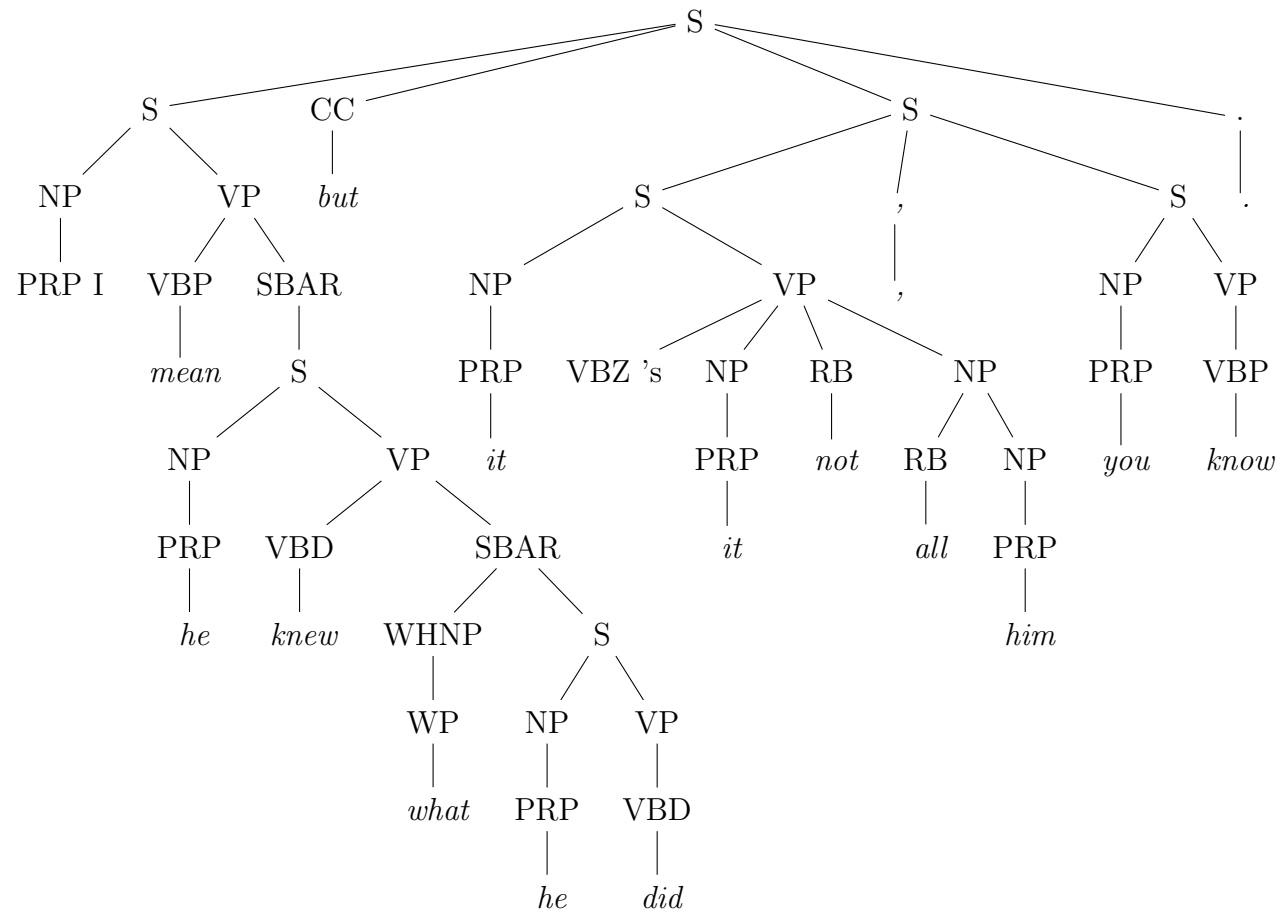 S
S CC S .
NP VP but S , S .
PRP I VBP SBAR NP VP , NP VP
mean S PRP VBZ 's NP RB NP PRP VBP
NP VP it PRP not RB NP you know
PRP VBD SBAR it all PRP
he knew WHNP S him
WP NP VP
what PRP VBD
he did